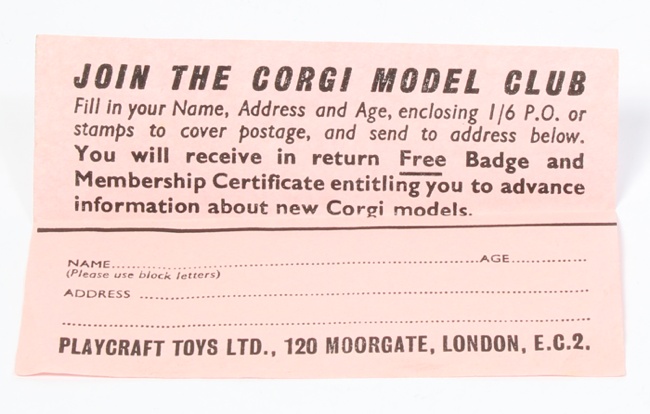 JOIN THE CORGI MODEL CLUB
Fill in your Name, Address and Age, enclosing 1/6 P.O. or
stamps to cover postage, and send to address below.
You will receive in return Free Badge and
Membership Certificate entitling you to advance
information about new Corgi models.
NAME..............................AGE..............
(Please use block letters)
ADDRESS ..............................
..............................
PLAYCRAFT TOYS LTD., 120 MOORGATE, LONDON, E.C.2.